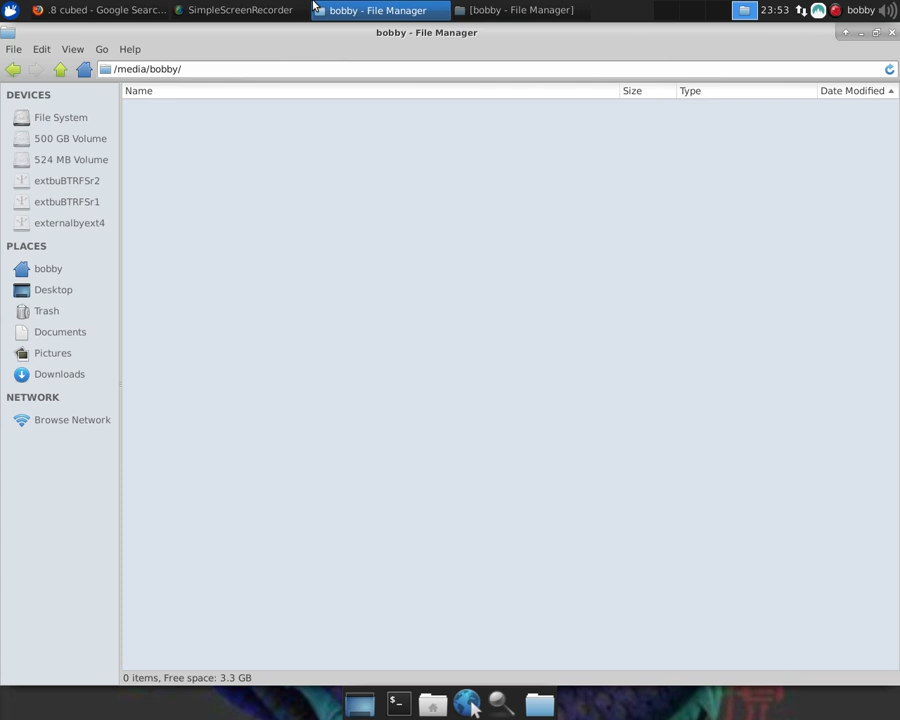 .8 cubed - Google Searc... SimpleScreenRecorder bobby - File Manager [bobby - File Manager] 23:53 bobby
bobby - File Manager
File Edit View Go Help
/media/bobby/
DEVICES
File System
500 GB Volume
524 MB Volume
extbuBTRFSr2
extbuBTRFSr1
externalbyext4
PLACES
bobby
Desktop
Trash
Documents
Pictures
Downloads
NETWORK
Browse Network
Name Size Type Date Modified
0 items, Free space: 3.3 GB
$_